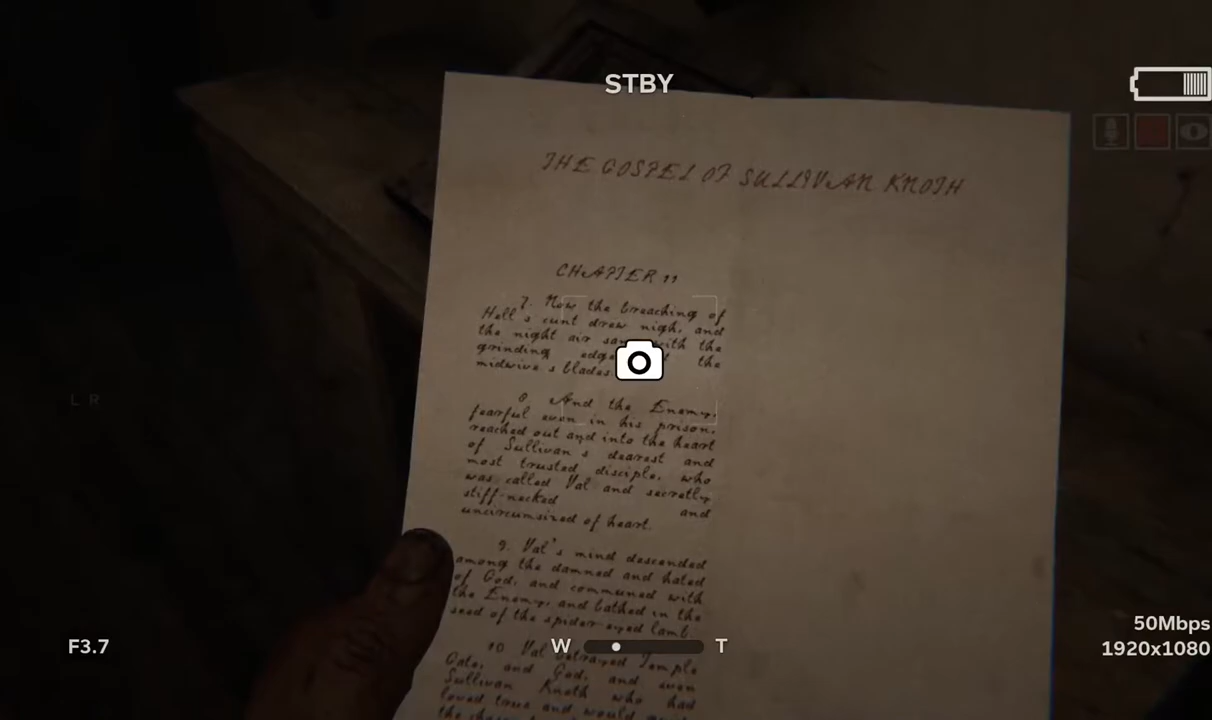 STBY
THE GOSPEL OF SULLIVAN KNOTH
CHAPTER 11
7. Now the breaching of
Hell's cunt drew nigh, and
the night air sang with the
grinding edge the
midwive's blades
8 And the Enemy,
fearful even in his prison,
reached out and into the heart
of Sullivan's dearest and
most trusted disciple, who
was called Val and secretly
stiff-necked and
uncircumsized of heart.
9. Val's mind descended
among the damned and hated
of God, and communed with
the Enemy, and bathed in the
seed of the spider-eyed lamb.
10 Val betrayed Temple
Gate, and God, and even
Sullivan Knoth who had
loved true and would
L R
F3.7
W T
50Mbps
1920x1080